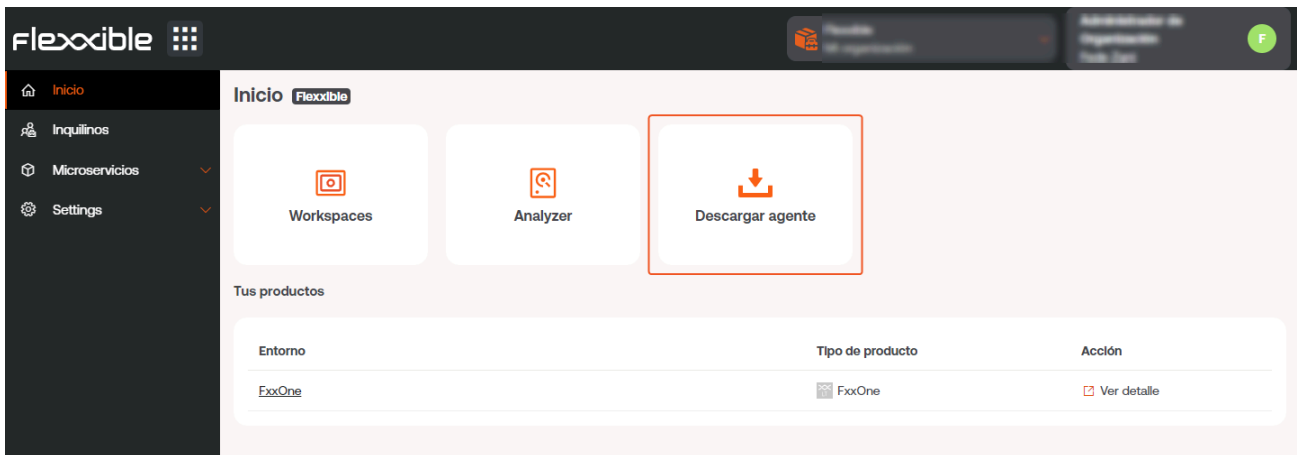 Flexxible
F
Inicio
Inquilinos
Microservicios
Settings
Inicio Flexxible
Workspaces
Analyzer
Descargar agente
Tus productos
Entorno Tipo de producto Acción
FxxOne FxxOne Ver detalle